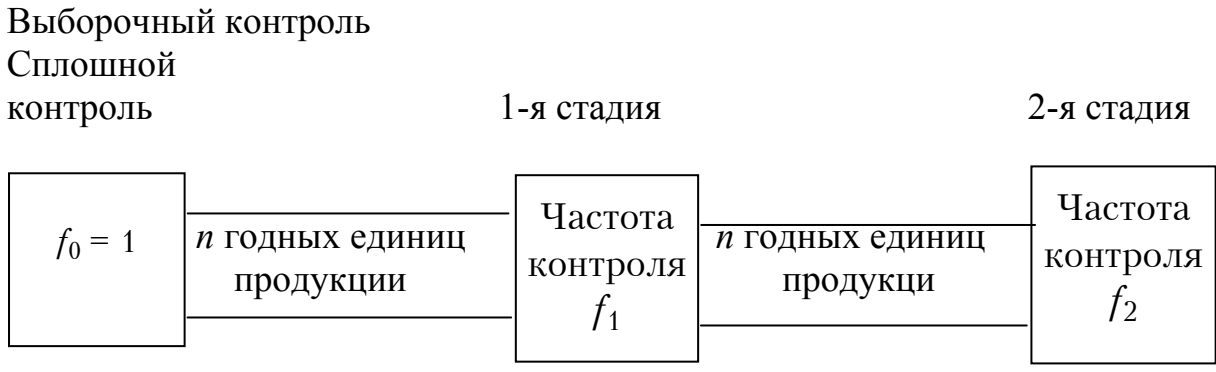 Выборочный контроль
Сплошной
контроль
1-я стадия
2-я стадия
f₀ = 1
n годных единиц
продукции
Частота
контроля
f₁
n годных единиц
продукци
Частота
контроля
f₂